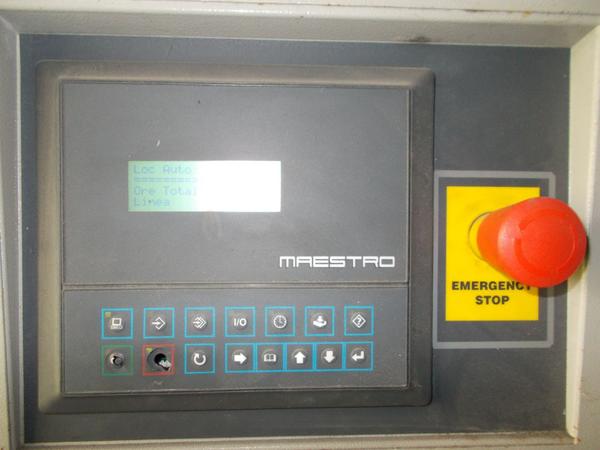 Loc Auto
Ore Total
Linea
MAESTRO
I/O
EMERGENCY
STOP